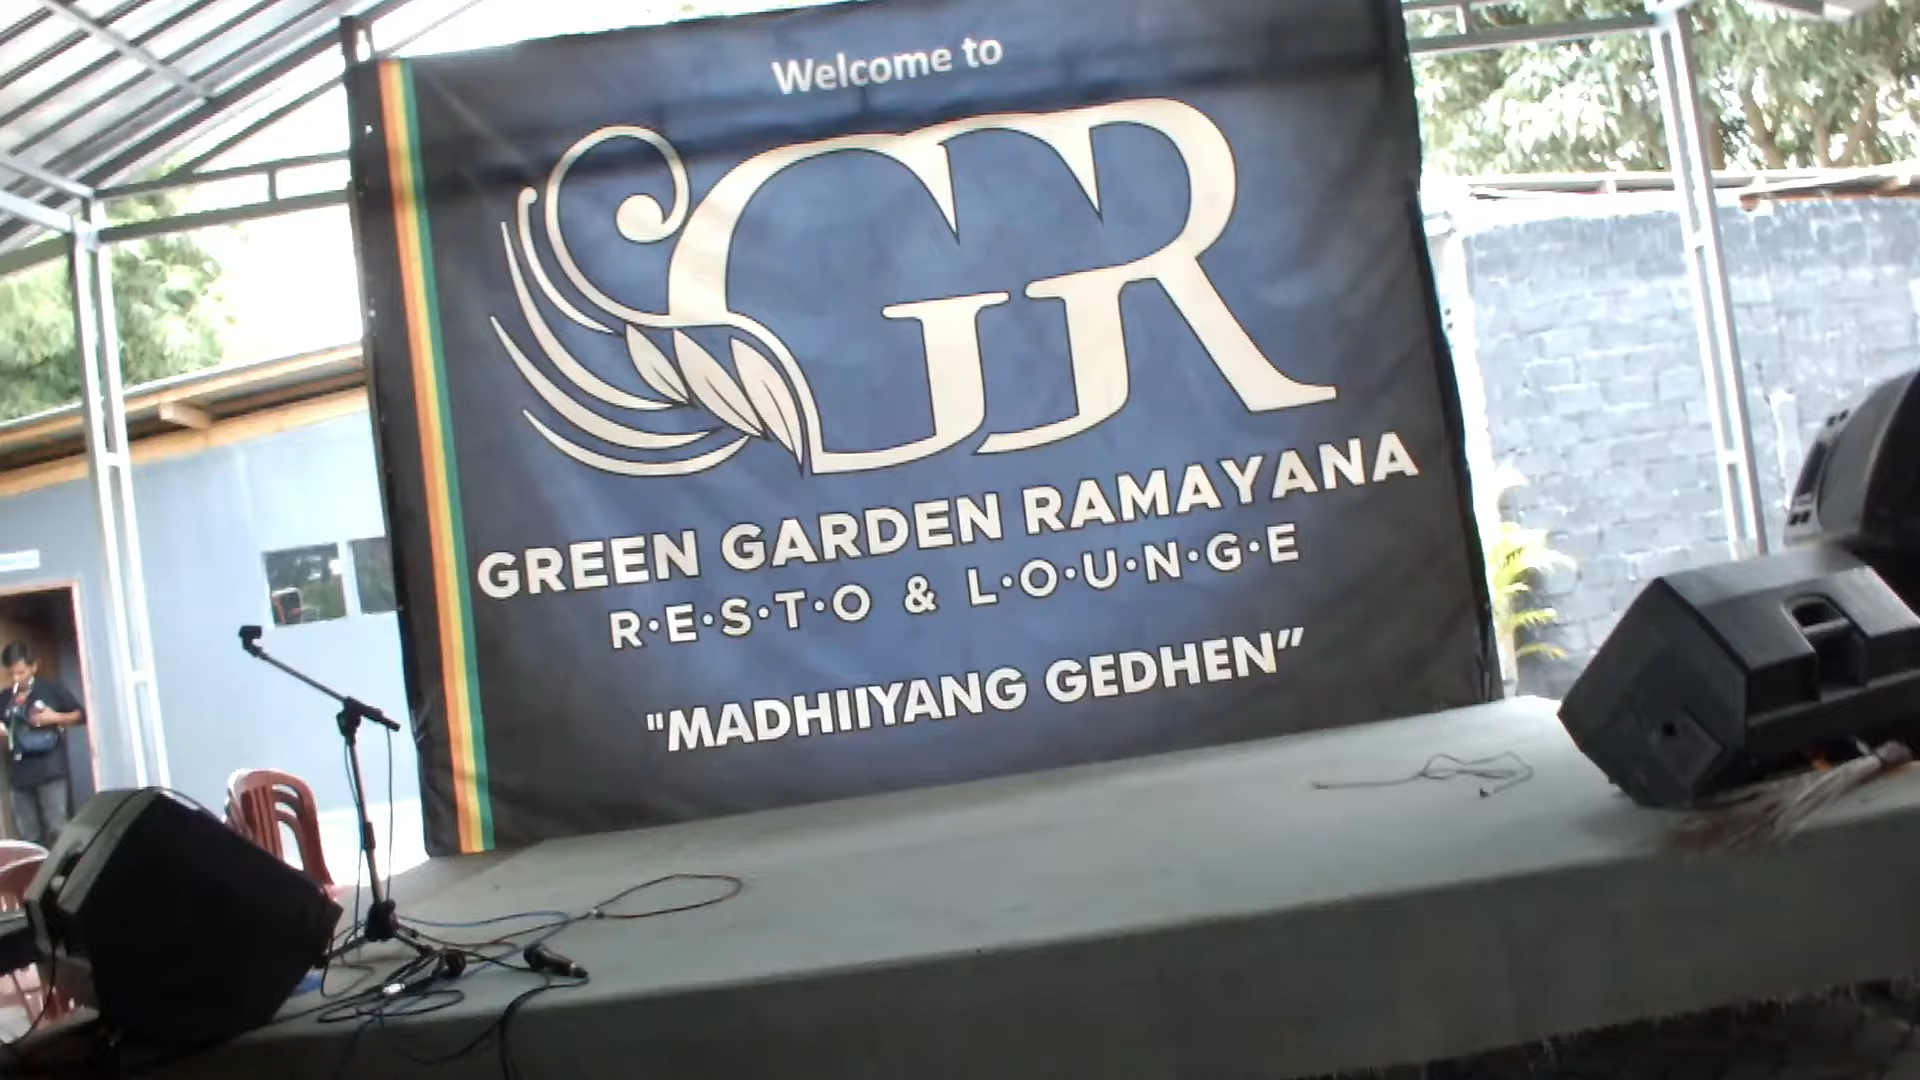 Welcome to
GR
GREEN GARDEN RAMAYANA
R·E·S·T·O & L·O·U·N·G·E
"MADHIIYANG GEDHEN”